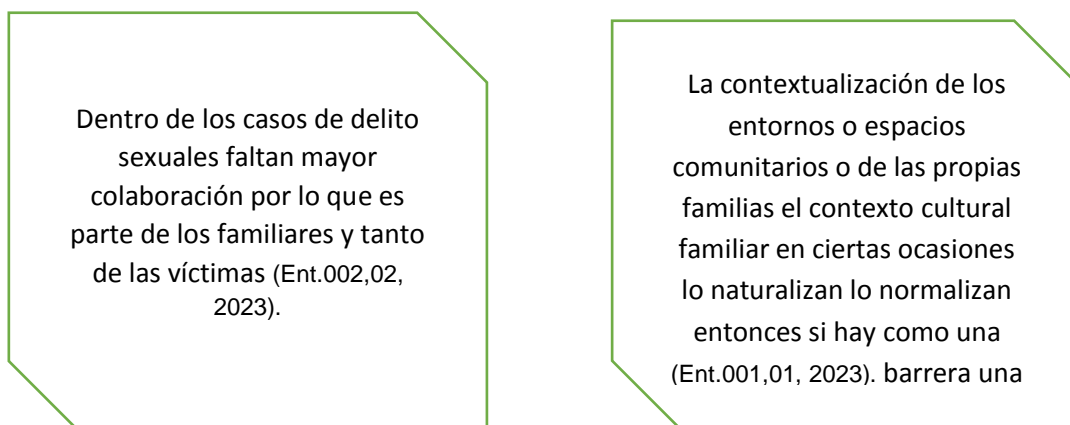 Dentro de los casos de delito
sexuales faltan mayor
colaboración por lo que es
parte de los familiares y tanto
de las víctimas (Ent.002,02,
2023).
La contextualización de los
entornos o espacios
comunitarios o de las propias
familias el contexto cultural
familiar en ciertas ocasiones
lo naturalizan lo normalizan
entonces si hay como una
(Ent.001,01, 2023). barrera una